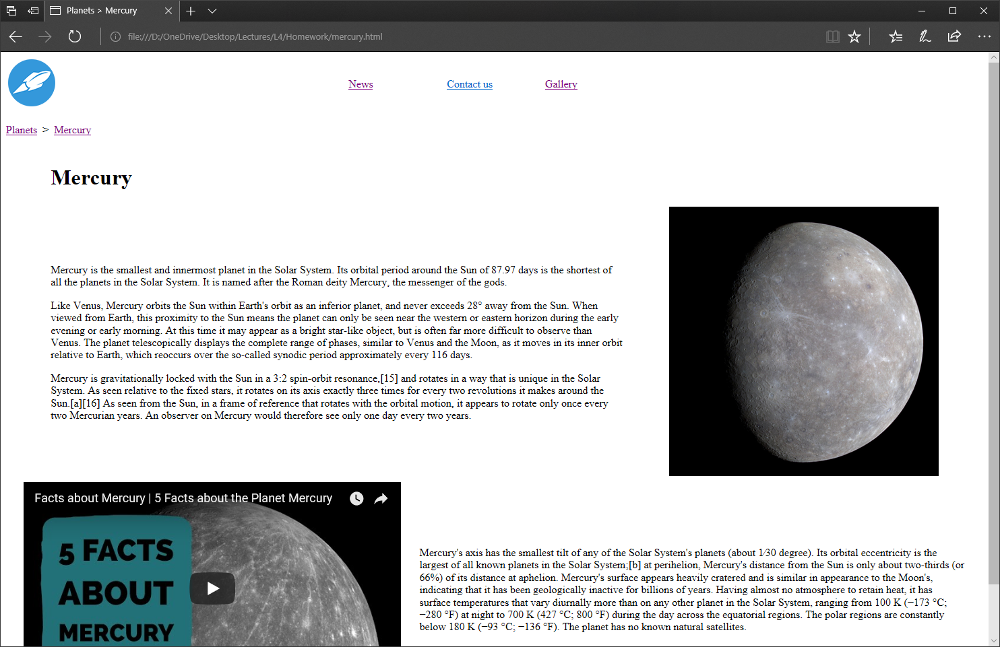 Planets > Mercury
file:///D:/OneDrive/Desktop/Lectures/L4/Homework/mercury.html
News Contact us Gallery
Planets > Mercury
Mercury
Mercury is the smallest and innermost planet in the Solar System. Its orbital period around the Sun of 87.97 days is the shortest of
all the planets in the Solar System. It is named after the Roman deity Mercury, the messenger of the gods.
Like Venus, Mercury orbits the Sun within Earth's orbit as an inferior planet, and never exceeds 28° away from the Sun. When
viewed from Earth, this proximity to the Sun means the planet can only be seen near the western or eastern horizon during the early
evening or early morning. At this time it may appear as a bright star-like object, but is often far more difficult to observe than
Venus. The planet telescopically displays the complete range of phases, similar to Venus and the Moon, as it moves in its inner orbit
relative to Earth, which reoccurs over the so-called synodic period approximately every 116 days.
Mercury is gravitationally locked with the Sun in a 3:2 spin-orbit resonance,[15] and rotates in a way that is unique in the Solar
System. As seen relative to the fixed stars, it rotates on its axis exactly three times for every two revolutions it makes around the
Sun.[a][16] As seen from the Sun, in a frame of reference that rotates with the orbital motion, it appears to rotate only once every
two Mercurian years. An observer on Mercury would therefore see only one day every two years.
Facts about Mercury | 5 Facts about the Planet Mercury
5 FACTS
ABOUT
MERCURY
Mercury's axis has the smallest tilt of any of the Solar System's planets (about 1⁄30 degree). Its orbital eccentricity is the
largest of all known planets in the Solar System;[b] at perihelion, Mercury's distance from the Sun is only about two-thirds (or
66%) of its distance at aphelion. Mercury's surface appears heavily cratered and is similar in appearance to the Moon's,
indicating that it has been geologically inactive for billions of years. Having almost no atmosphere to retain heat, it has
surface temperatures that vary diurnally more than on any other planet in the Solar System, ranging from 100 K (−173 °C;
−280 °F) at night to 700 K (427 °C; 800 °F) during the day across the equatorial regions. The polar regions are constantly
below 180 K (−93 °C; −136 °F). The planet has no known natural satellites.